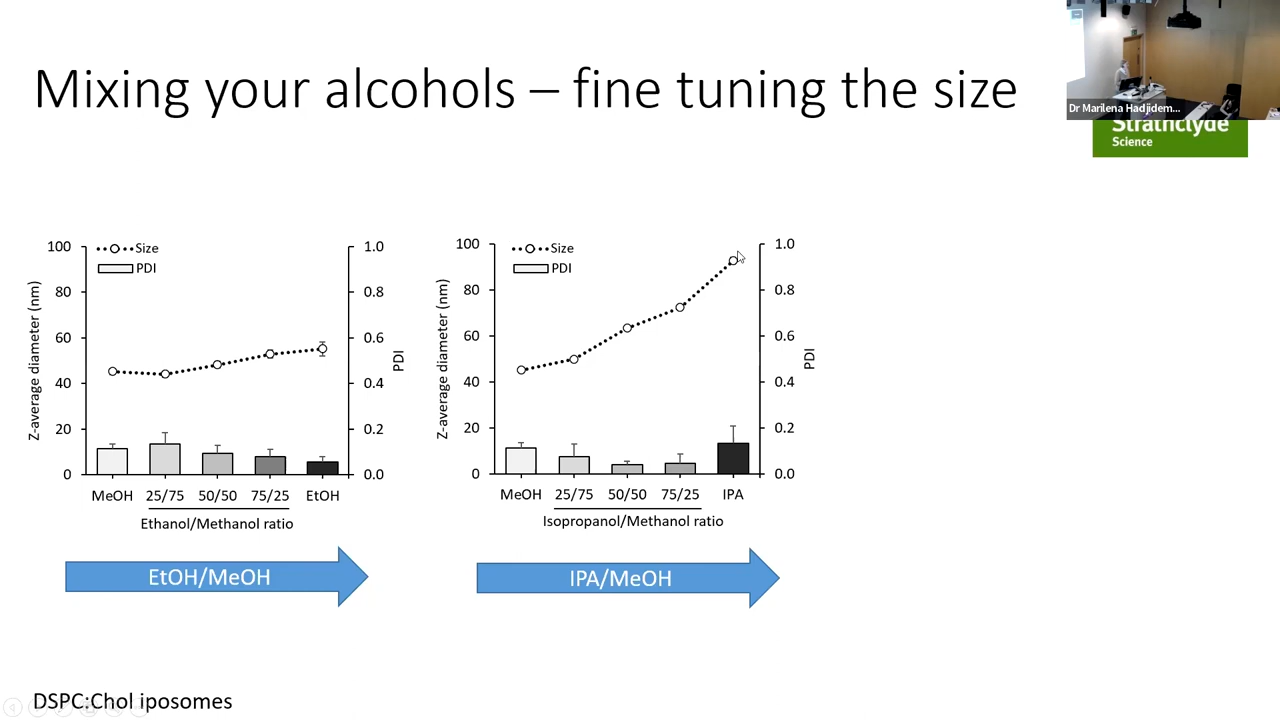 Mixing your alcohols – fine tuning the size
Dr Marilena Hadjidem...
Strathclyde
Science
100
80
60
40
20
0
Z-average diameter (nm)
Size
PDI
1.0
0.8
0.6
0.4
0.2
0.0
PDI
MeOH 25/75 50/50 75/25 EtOH
Ethanol/Methanol ratio
EtOH/MeOH
100
80
60
40
20
0
Z-average diameter (nm)
Size
PDI
1.0
0.8
0.6
0.4
0.2
0.0
PDI
MeOH 25/75 50/50 75/25 IPA
Isopropanol/Methanol ratio
IPA/MeOH
DSPC:Chol iposomes